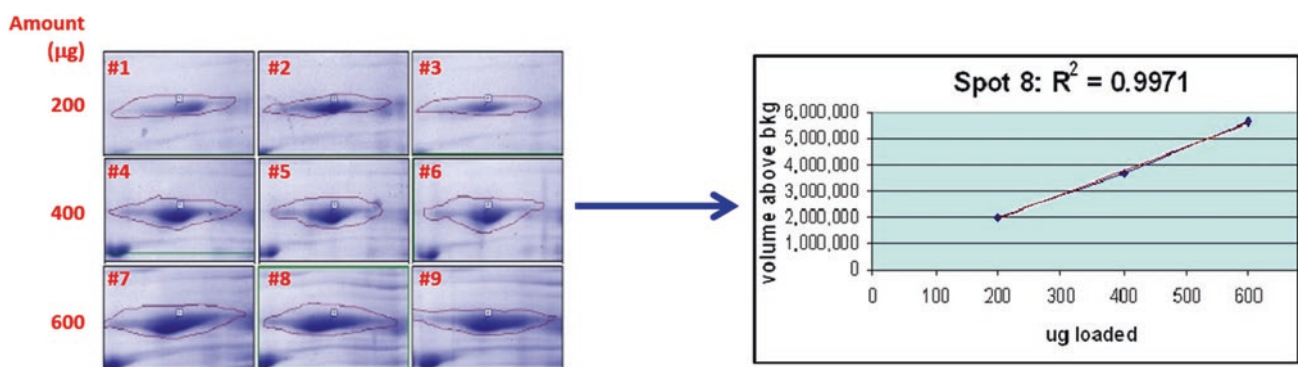 Amount
(µg)
#1 #2 #3
200
#4 #5 #6
400
#7 #8 #9
600
Spot 8: R² = 0.9971
volume above bkg
6,000,000
5,000,000
4,000,000
3,000,000
2,000,000
1,000,000
0
0 100 200 300 400 500 600
ug loaded